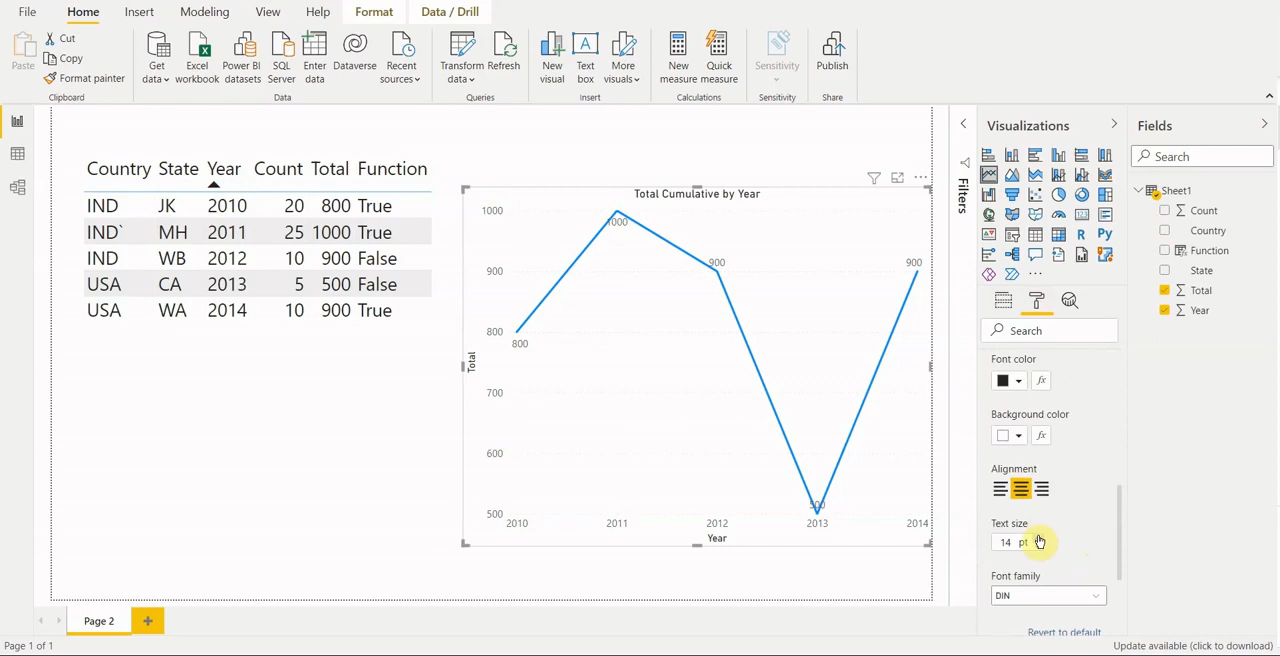 File Home Insert Modeling View Help Format Data / Drill
Paste Cut Copy Format painter
Get data Excel workbook Power BI datasets SQL Server Enter data Dataverse Recent sources Transform data Refresh New visual Text box More visuals New measure Quick measure Sensitivity Publish
Clipboard Data Queries Insert Calculations Sensitivity Share
Country State Year Count Total Function
IND JK 2010 20 800 True
IND` MH 2011 25 1000 True
IND WB 2012 10 900 False
USA CA 2013 5 500 False
USA WA 2014 10 900 True
Total Cumulative by Year
1000
900
800
700
600
500
Total
800
1000
900
500
900
2010 2011 2012 2013 2014
Year
Filters
Visualizations
R Py
Search
Font color
fx
Background color
fx
Alignment
Text size
14 pt
Font family
DIN
Revert to default
Fields
Search
Sheet1
Count
Country
Function
State
Total
Year
Page 2
Page 1 of 1
Update available (click to download)